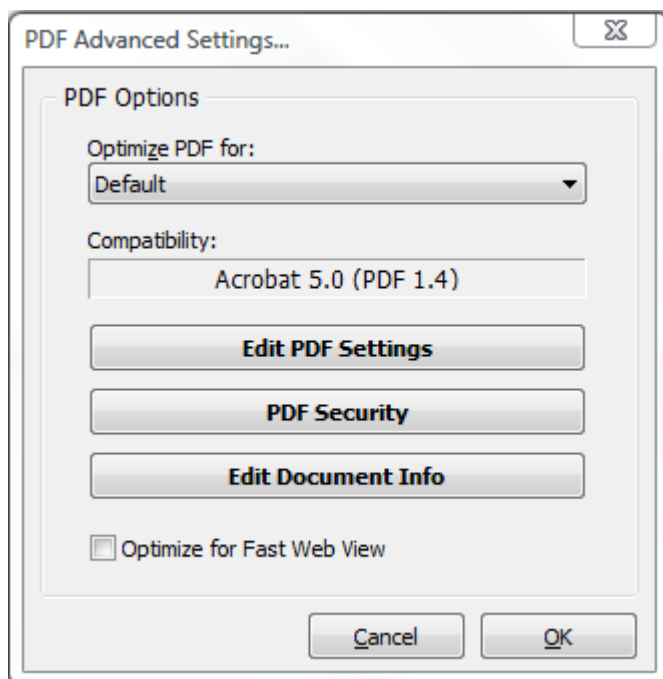 PDF Advanced Settings...
PDF Options
Optimize PDF for:
Default
Compatibility:
Acrobat 5.0 (PDF 1.4)
Edit PDF Settings
PDF Security
Edit Document Info
Optimize for Fast Web View
Cancel OK